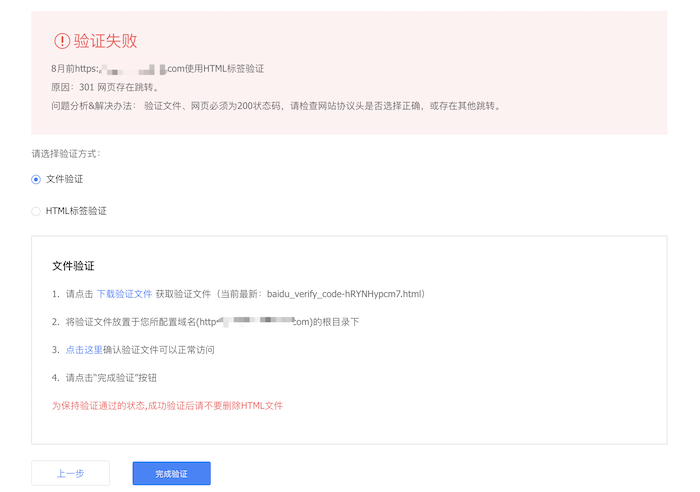 验证失败
8月前https:.com使用HTML标签验证
原因：301 网页存在跳转。
问题分析&解决办法： 验证文件、网页必须为200状态码，请检查网站协议头是否选择正确，或存在其他跳转。
请选择验证方式：
文件验证
HTML标签验证
文件验证
1. 请点击 下载验证文件 获取验证文件（当前最新：baidu_verify_code-hRYNHypcm7.html）
2. 将验证文件放置于您所配置域名(http com)的根目录下
3. 点击这里确认验证文件可以正常访问
4. 请点击“完成验证”按钮
为保持验证通过的状态,成功验证后请不要删除HTML文件
上一步
完成验证